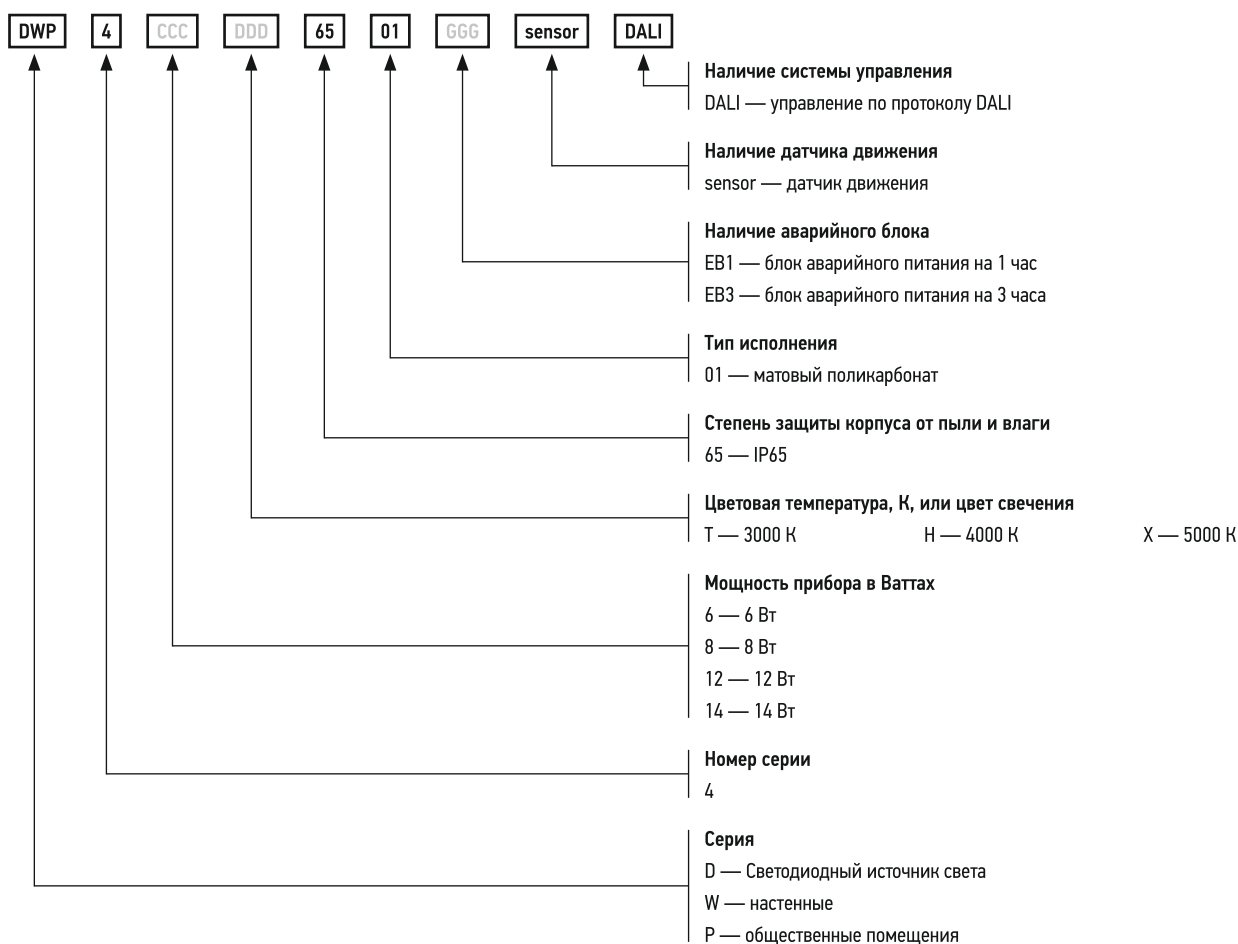 DWP 4 CCC DDD 65 01 GGG sensor DALI
Наличие системы управления
DALI — управление по протоколу DALI
Наличие датчика движения
sensor — датчик движения
Наличие аварийного блока
EB1 — блок аварийного питания на 1 час
EB3 — блок аварийного питания на 3 часа
Тип исполнения
01 — матовый поликарбонат
Степень защиты корпуса от пыли и влаги
65 — IP65
Цветовая температура, К, или цвет свечения
Т — 3000 К Н — 4000 К Х — 5000 К
Мощность прибора в Ваттах
6 — 6 Вт
8 — 8 Вт
12 — 12 Вт
14 — 14 Вт
Номер серии
4
Серия
D — Светодиодный источник света
W — настенные
P — общественные помещения